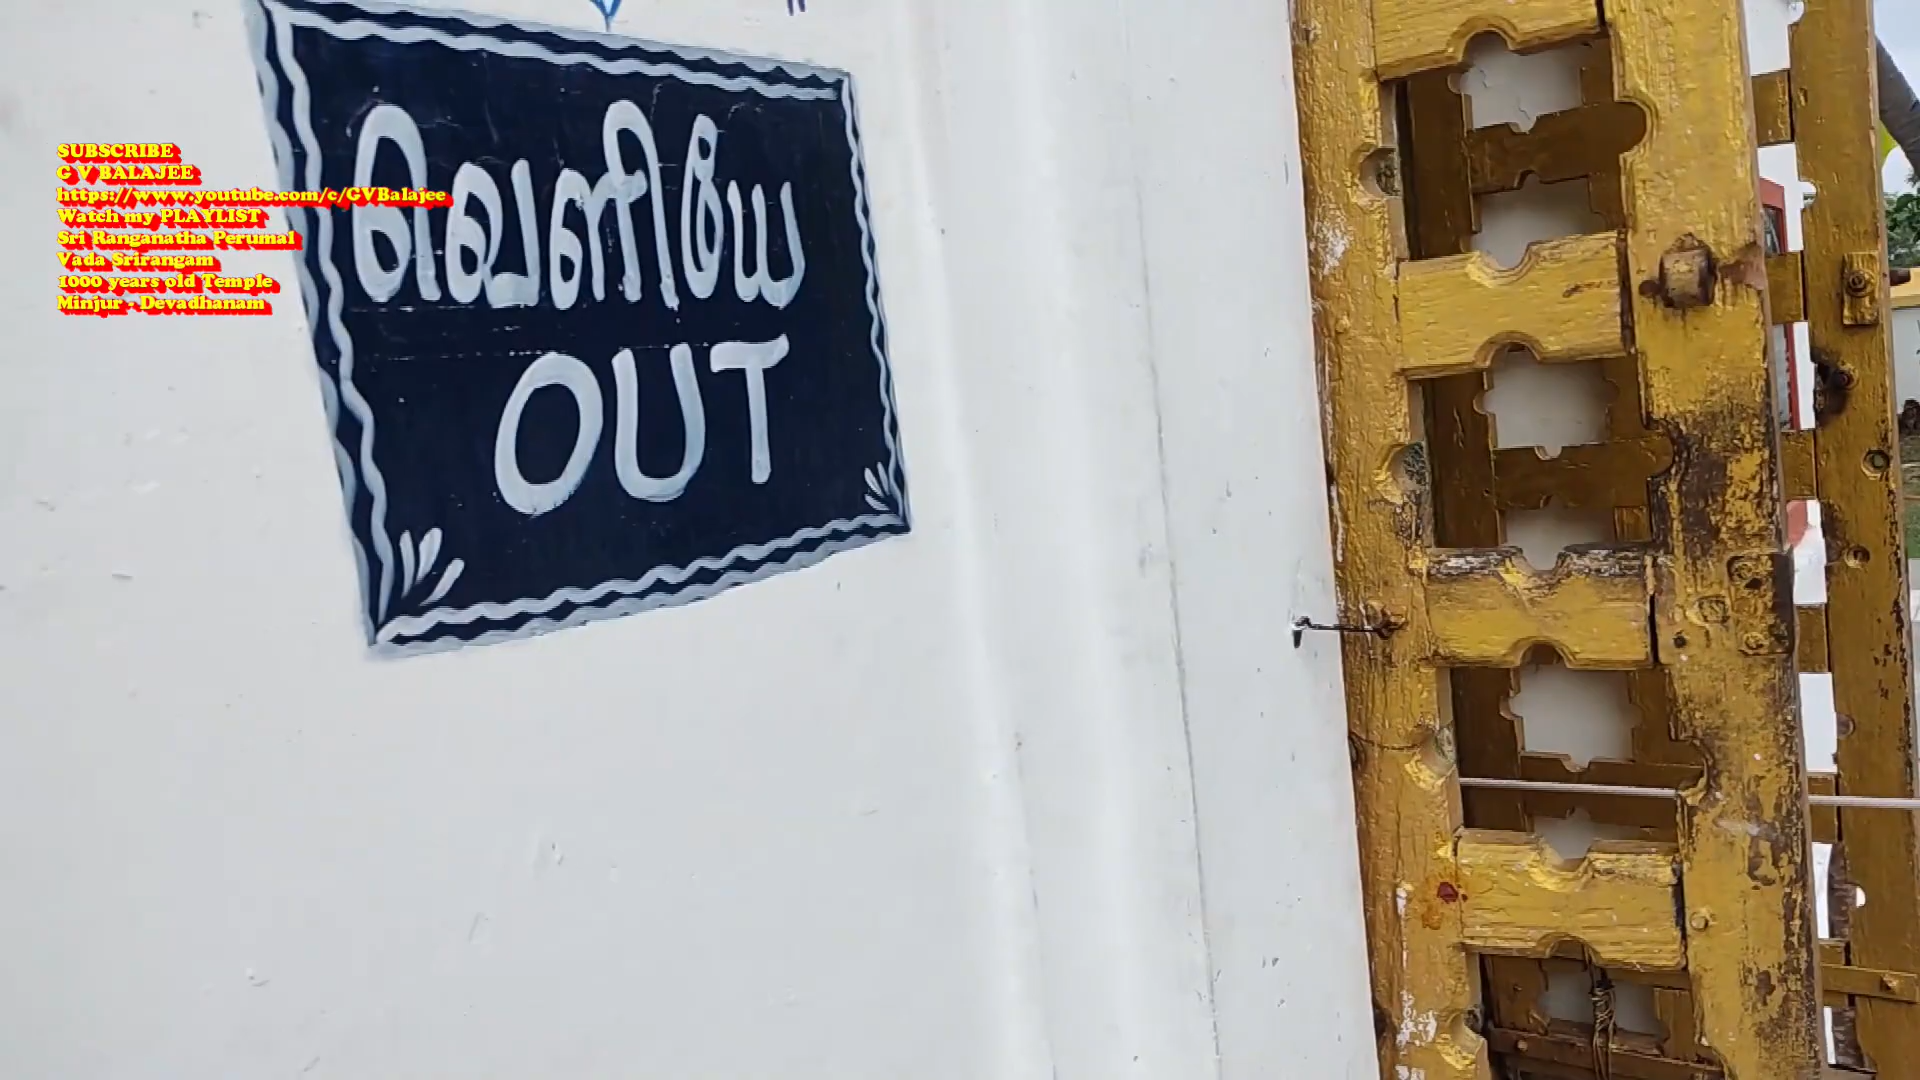 வெளியே
OUT
SUBSCRIBE
G V BALAJEE
https://www.youtube.com/c/GVBalajee
Watch my PLAYLIST
Sri Ranganatha Perumal
Vada Srirangam
1000 years old Temple
Minjur - Devadhanam